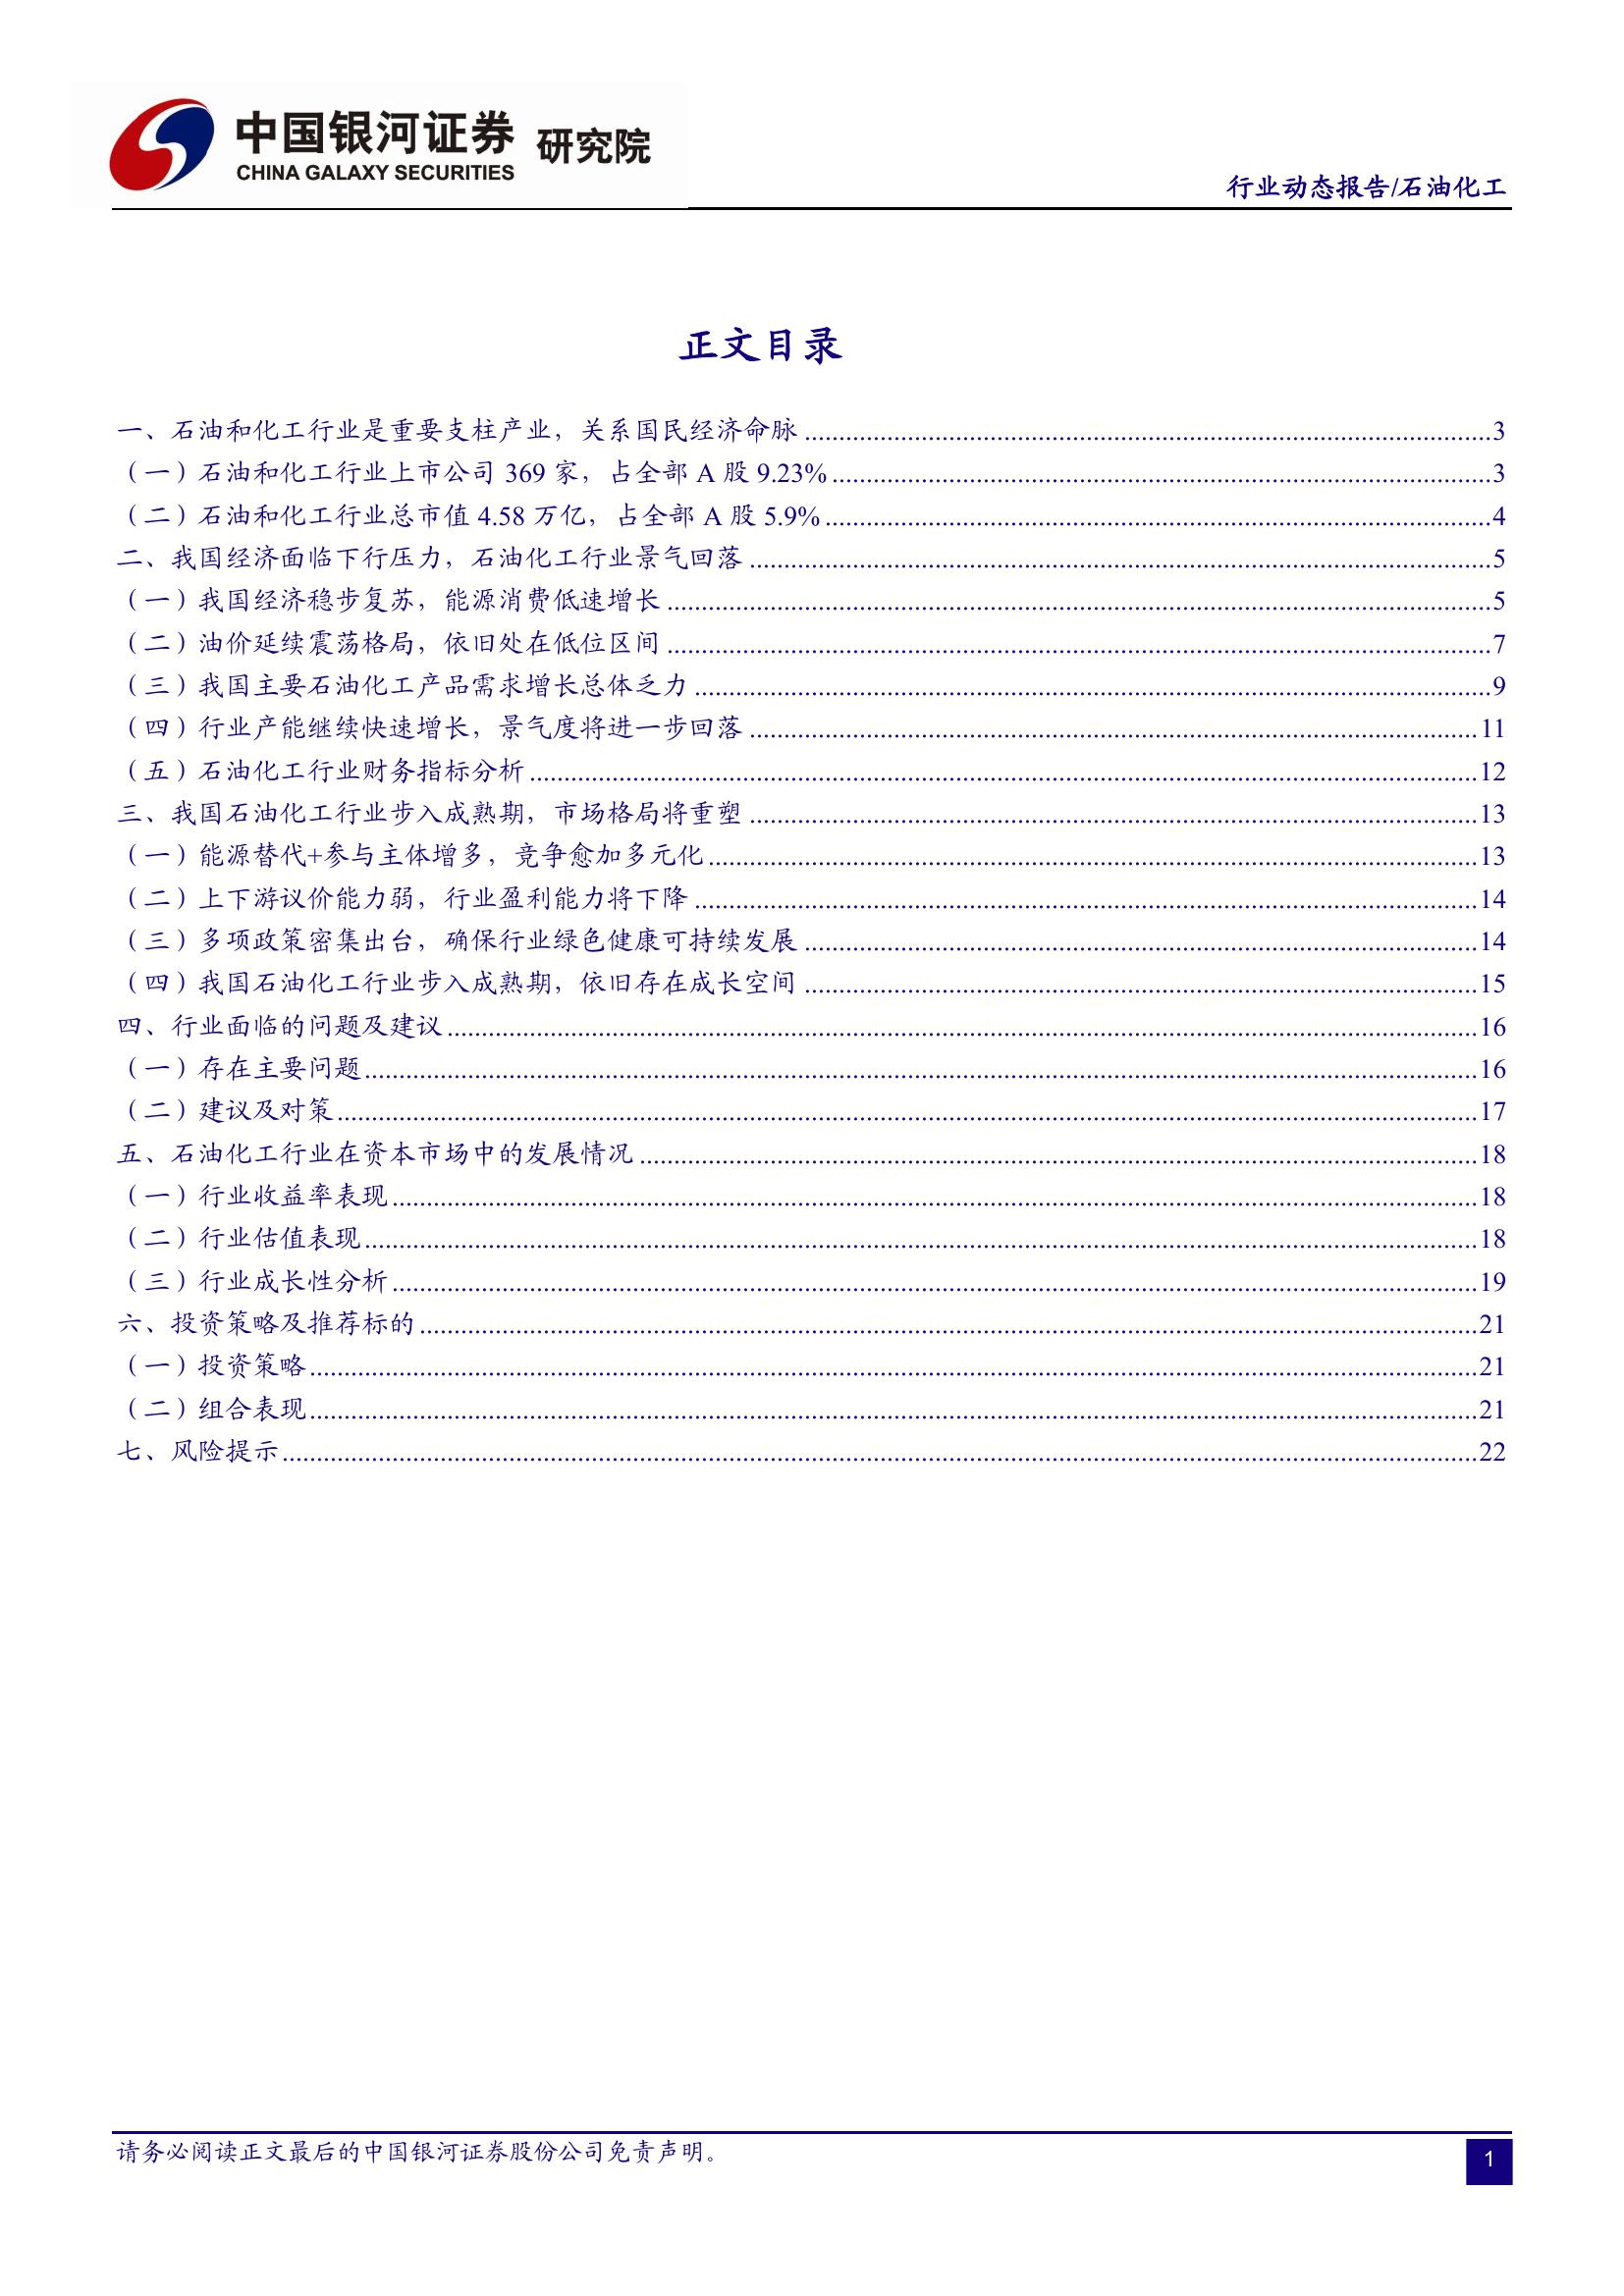 中国银河证券 研究院
CHINA GALAXY SECURITIES
行业动态报告/石油化工
正文目录
一、石油和化工行业是重要支柱产业，关系国民经济命脉 3
（一）石油和化工行业上市公司 369 家，占全部 A 股 9.23% 3
（二）石油和化工行业总市值 4.58 万亿，占全部 A 股 5.9% 4
二、我国经济面临下行压力，石油化工行业景气回落 5
（一）我国经济稳步复苏，能源消费低速增长 5
（二）油价延续震荡格局，依旧处在低位区间 7
（三）我国主要石油化工产品需求增长总体乏力 9
（四）行业产能继续快速增长，景气度将进一步回落 11
（五）石油化工行业财务指标分析 12
三、我国石油化工行业步入成熟期，市场格局将重塑 13
（一）能源替代+参与主体增多，竞争愈加多元化 13
（二）上下游议价能力弱，行业盈利能力将下降 14
（三）多项政策密集出台，确保行业绿色健康可持续发展 14
（四）我国石油化工行业步入成熟期，依旧存在成长空间 15
四、行业面临的问题及建议 16
（一）存在主要问题 16
（二）建议及对策 17
五、石油化工行业在资本市场中的发展情况 18
（一）行业收益率表现 18
（二）行业估值表现 18
（三）行业成长性分析 19
六、投资策略及推荐标的 21
（一）投资策略 21
（二）组合表现 21
七、风险提示 22
请务必阅读正文最后的中国银河证券股份公司免责声明。
1